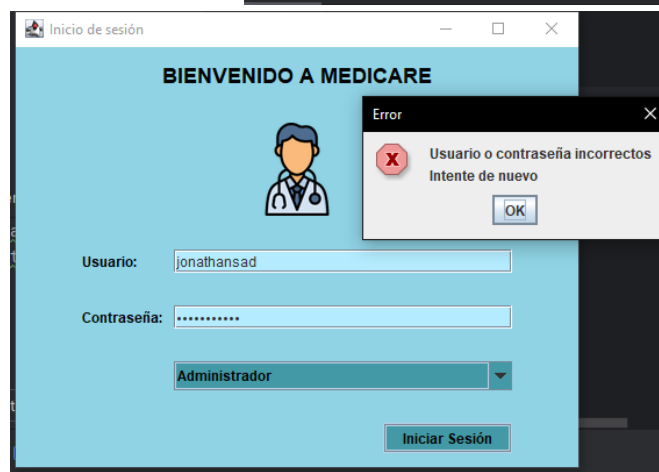 Inicio de sesión
BIENVENIDO A MEDICARE
Error
Usuario o contraseña incorrectos
Intente de nuevo
OK
Usuario:
jonathansad
Contraseña:
•••••••••••
Administrador
Iniciar Sesión